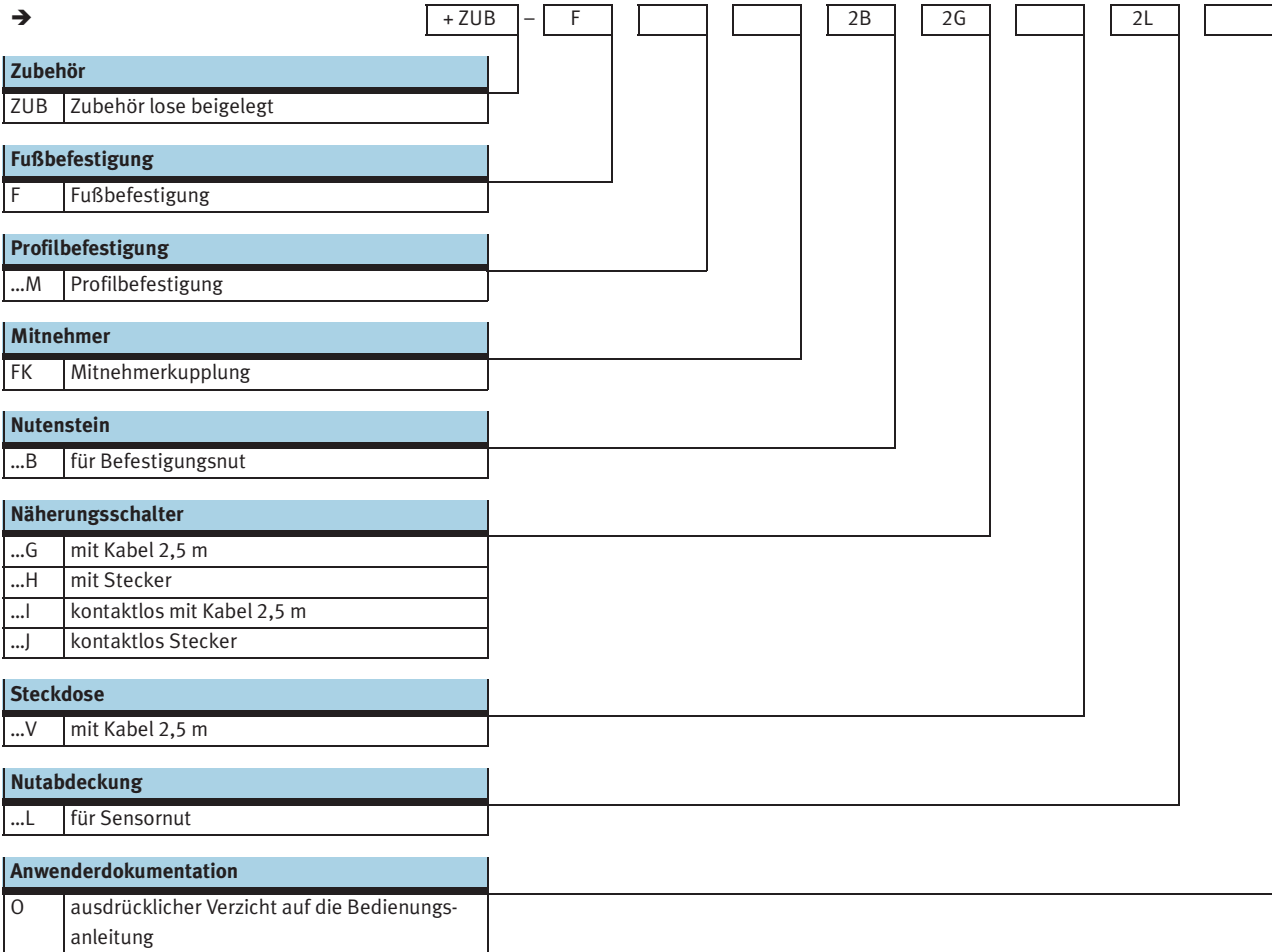 ➔ + ZUB – F 2B 2G 2L
Zubehör
ZUB Zubehör lose beigelegt
Fußbefestigung
F Fußbefestigung
Profilbefestigung
...M Profilbefestigung
Mitnehmer
FK Mitnehmerkupplung
Nutenstein
...B für Befestigungsnut
Näherungsschalter
...G mit Kabel 2,5 m
...H mit Stecker
...I kontaktlos mit Kabel 2,5 m
...J kontaktlos Stecker
Steckdose
...V mit Kabel 2,5 m
Nutabdeckung
...L für Sensornut
Anwenderdokumentation
O ausdrücklicher Verzicht auf die Bedienungs-
anleitung